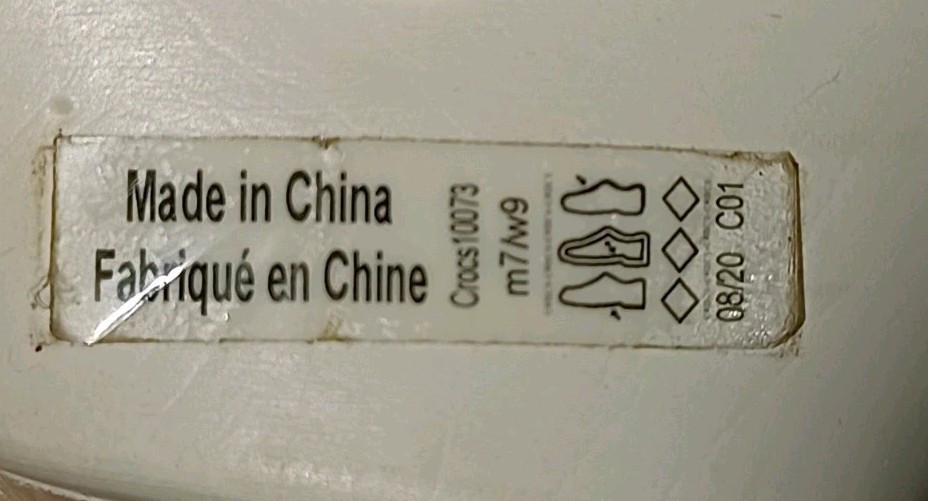 Made in China
Fabriqué en Chine
Crocs10073
m7/w9
08/20 C01